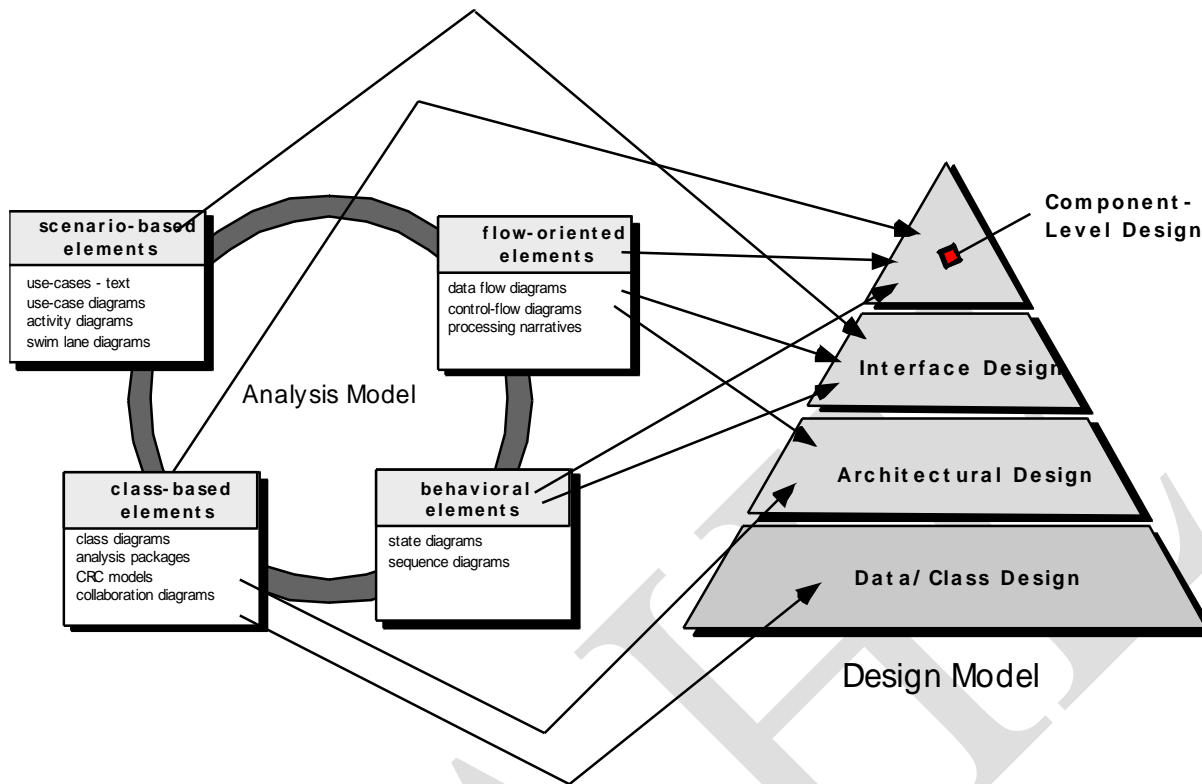 scenario-based
elements
use-cases - text
use-case diagrams
activity diagrams
swim lane diagrams
flow-oriented
elements
data flow diagrams
control-flow diagrams
processing narratives
Analysis Model
class-based
elements
class diagrams
analysis packages
CRC models
collaboration diagrams
behavioral
elements
state diagrams
sequence diagrams
Component-
Level Design
Interface Design
Architectural Design
Data/Class Design
Design Model